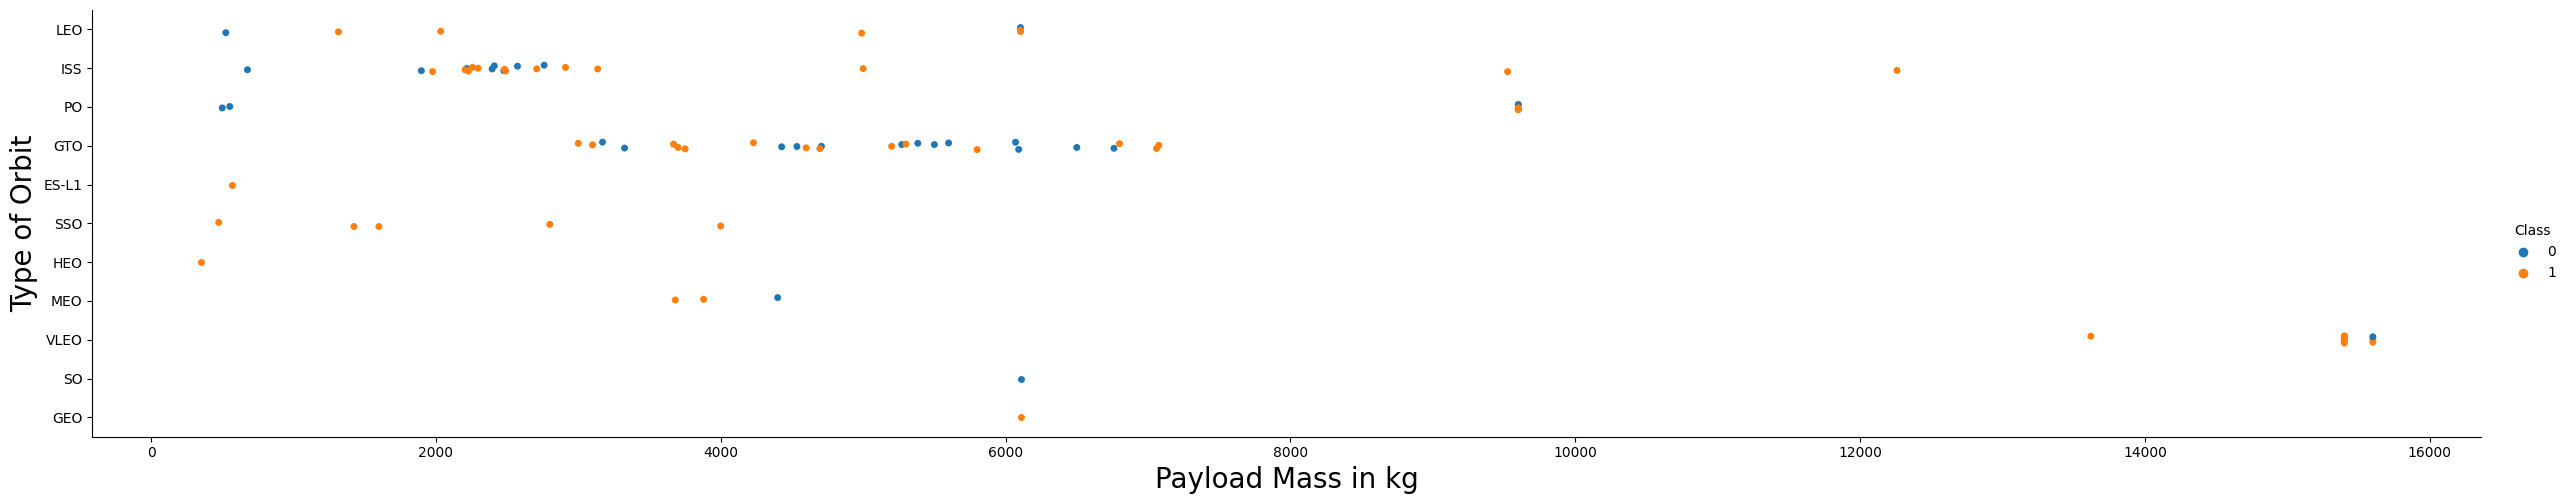 Type of Orbit
LEO
ISS
PO
GTO
ES-L1
SSO
HEO
MEO
VLEO
SO
GEO
0 2000 4000 6000 8000 10000 12000 14000 16000
Payload Mass in kg
Class
0
1